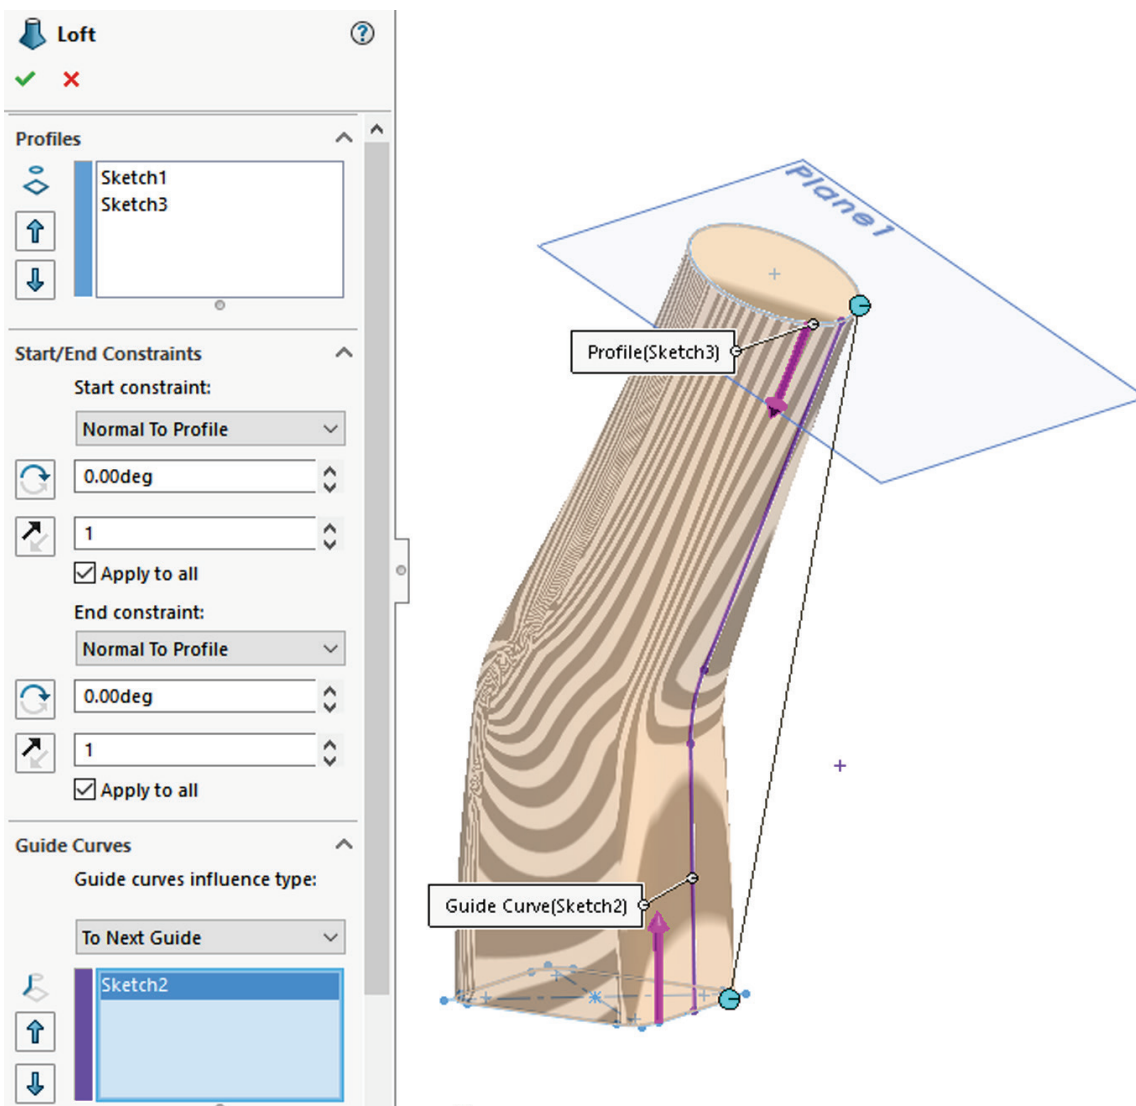 Loft
Profiles
Sketch1
Sketch3
Start/End Constraints
Start constraint:
Normal To Profile
0.00deg
1
Apply to all
End constraint:
Normal To Profile
0.00deg
1
Apply to all
Guide Curves
Guide curves influence type:
To Next Guide
Sketch2
Plane1
Profile(Sketch3)
Guide Curve(Sketch2)